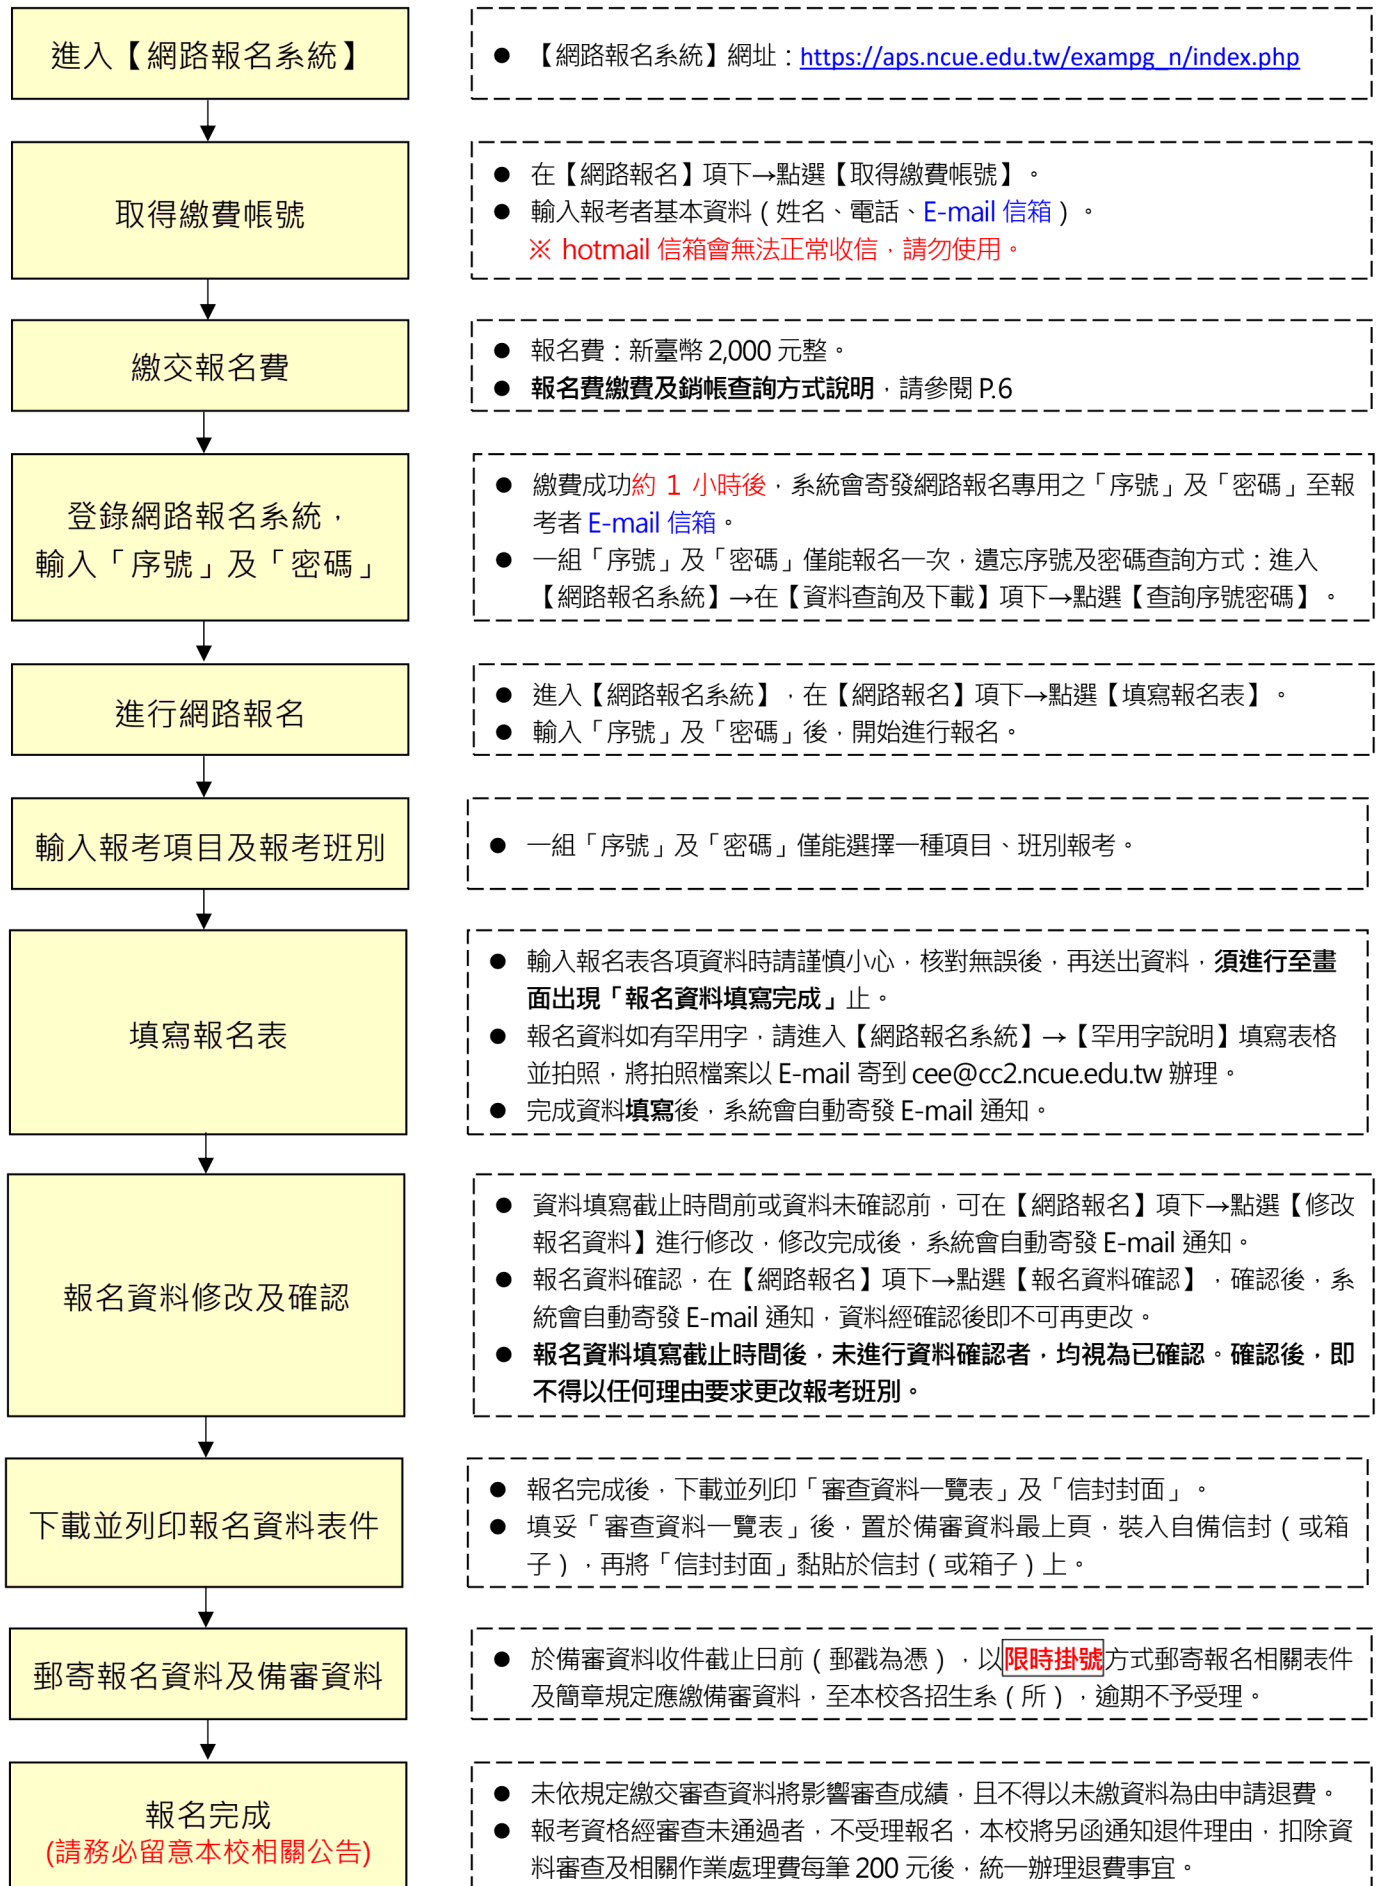 進入【網路報名系統】
● 【網路報名系統】網址：https://aps.ncue.edu.tw/exampg_n/index.php
取得繳費帳號
● 在【網路報名】項下→點選【取得繳費帳號】。
● 輸入報考者基本資料（姓名、電話、E-mail 信箱）。
※ hotmail 信箱會無法正常收信，請勿使用。
繳交報名費
● 報名費：新臺幣 2,000 元整。
● 報名費繳費及銷帳查詢方式說明，請參閱 P.6
登錄網路報名系統，
輸入「序號」及「密碼」
● 繳費成功約 1 小時後，系統會寄發網路報名專用之「序號」及「密碼」至報
考者 E-mail 信箱。
● 一組「序號」及「密碼」僅能報名一次，遺忘序號及密碼查詢方式：進入
【網路報名系統】→在【資料查詢及下載】項下→點選【查詢序號密碼】。
進行網路報名
● 進入【網路報名系統】，在【網路報名】項下→點選【填寫報名表】。
● 輸入「序號」及「密碼」後，開始進行報名。
輸入報考項目及報考班別
● 一組「序號」及「密碼」僅能選擇一種項目、班別報考。
填寫報名表
● 輸入報名表各項資料時請謹慎小心，核對無誤後，再送出資料，須進行至畫
面出現「報名資料填寫完成」止。
● 報名資料如有罕用字，請進入【網路報名系統】→【罕用字說明】填寫表格
並拍照，將拍照檔案以 E-mail 寄到 cee@cc2.ncue.edu.tw 辦理。
● 完成資料填寫後，系統會自動寄發 E-mail 通知。
報名資料修改及確認
● 資料填寫截止時間前或資料未確認前，可在【網路報名】項下→點選【修改
報名資料】進行修改，修改完成後，系統會自動寄發 E-mail 通知。
● 報名資料確認，在【網路報名】項下→點選【報名資料確認】，確認後，系
統會自動寄發 E-mail 通知，資料經確認後即不可再更改。
● 報名資料填寫截止時間後，未進行資料確認者，均視為已確認。確認後，即
不得以任何理由要求更改報考班別。
下載並列印報名資料表件
● 報名完成後，下載並列印「審查資料一覽表」及「信封封面」。
● 填妥「審查資料一覽表」後，置於備審資料最上頁，裝入自備信封（或箱
子），再將「信封封面」黏貼於信封（或箱子）上。
郵寄報名資料及備審資料
● 於備審資料收件截止日前（郵戳為憑），以限時掛號方式郵寄報名相關表件
及簡章規定應繳備審資料，至本校各招生系（所），逾期不予受理。
報名完成
(請務必留意本校相關公告)
● 未依規定繳交審查資料將影響審查成績，且不得以未繳資料為由申請退費。
● 報考資格經審查未通過者，不受理報名，本校將另函通知退件理由，扣除資
料審查及相關作業處理費每筆 200 元後，統一辦理退費事宜。